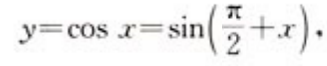 y=cos x=sin(π/2+x),